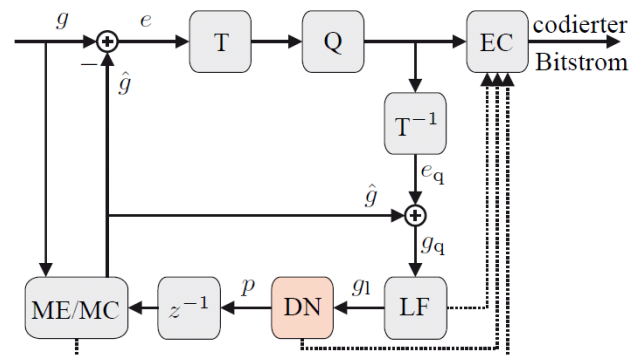 g
e
T
Q
EC
codierter
Bitstrom
−
ĝ
T⁻¹
e_q
ĝ
g_q
ME/MC
z⁻¹
p
DN
g_l
LF